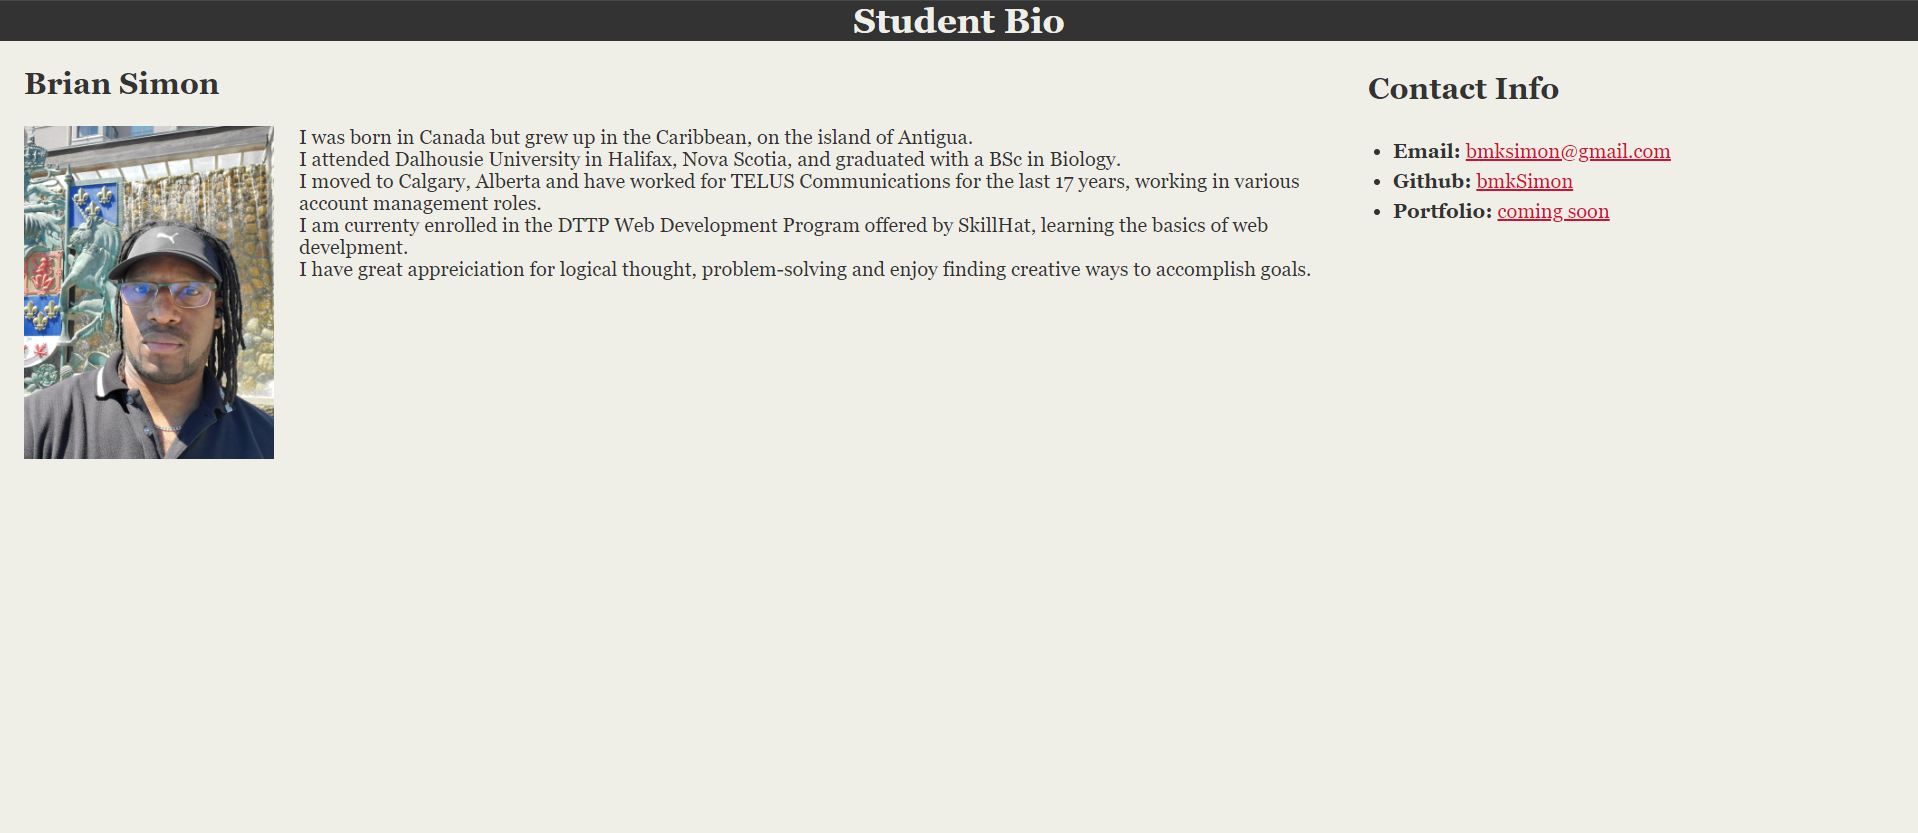 Student Bio
Brian Simon
I was born in Canada but grew up in the Caribbean, on the island of Antigua.
I attended Dalhousie University in Halifax, Nova Scotia, and graduated with a BSc in Biology.
I moved to Calgary, Alberta and have worked for TELUS Communications for the last 17 years, working in various
account management roles.
I am currenty enrolled in the DTTP Web Development Program offered by SkillHat, learning the basics of web
develpment.
I have great appreiciation for logical thought, problem-solving and enjoy finding creative ways to accomplish goals.
Contact Info
• Email: bmksimon@gmail.com
• Github: bmkSimon
• Portfolio: coming soon